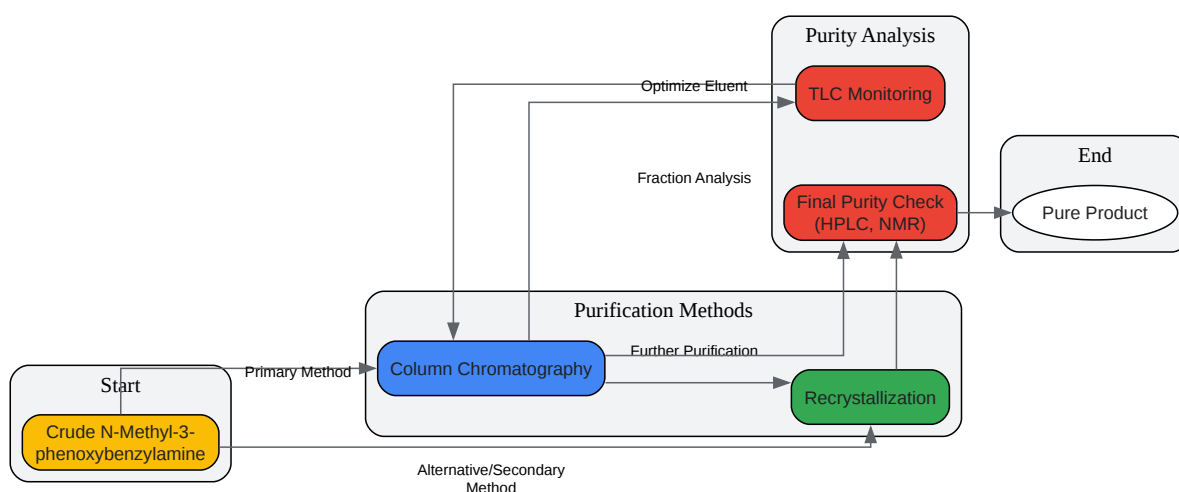 Purity Analysis
Optimize Eluent
TLC Monitoring
Fraction Analysis
Final Purity Check
(HPLC, NMR)
End
Pure Product
Purification Methods
Column Chromatography
Further Purification
Recrystallization
Start
Primary Method
Crude N-Methyl-3-
phenoxybenzylamine
Alternative/Secondary
Method